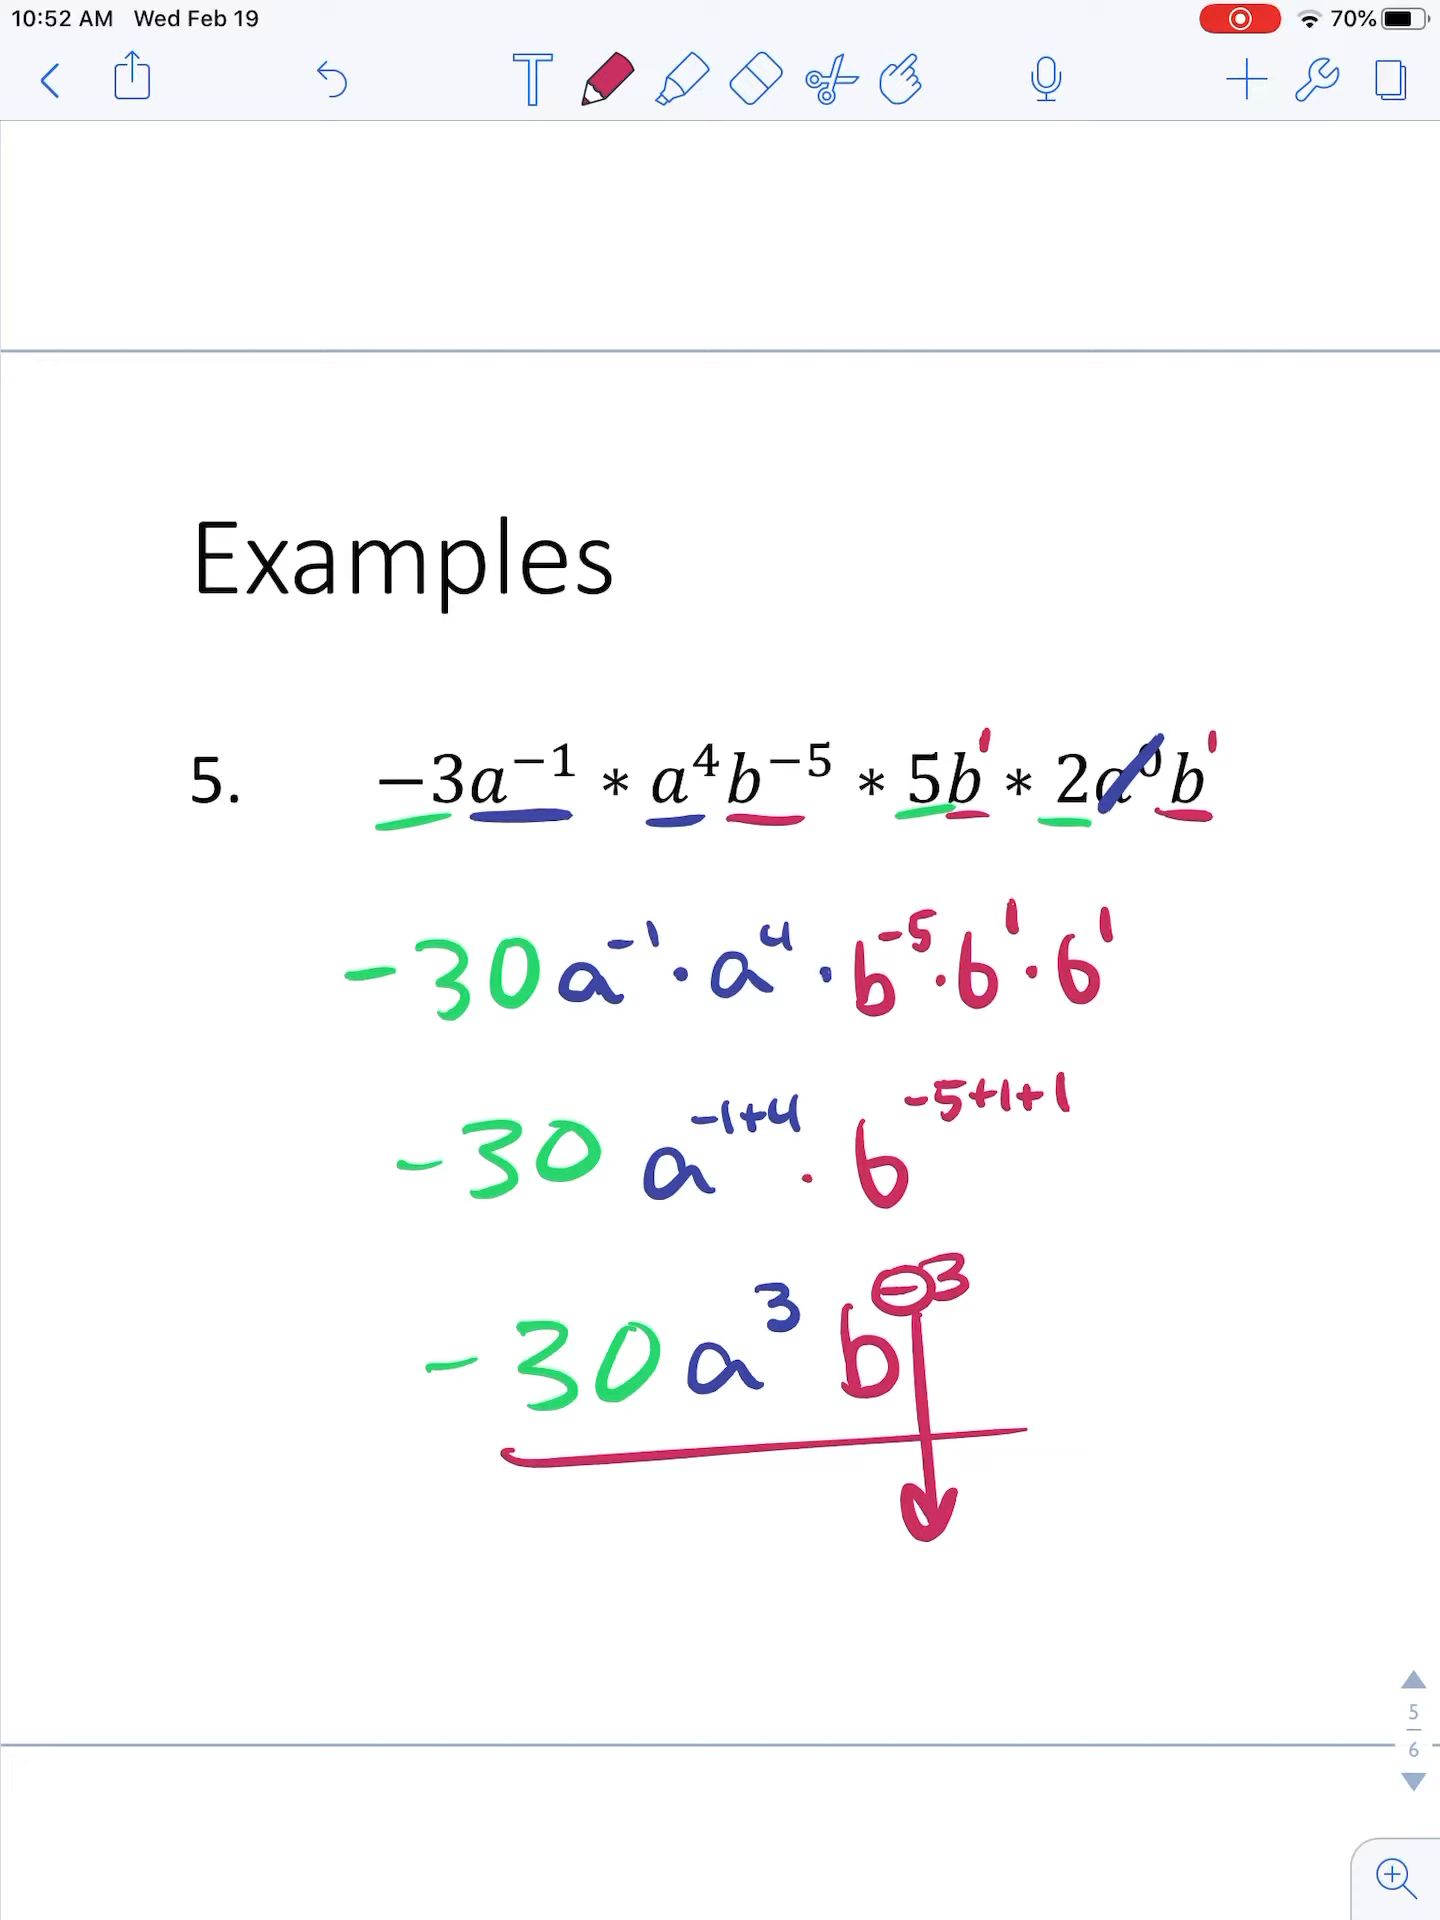 10:52 AM Wed Feb 19 70%
T
Examples
5. −3a⁻¹ * a⁴b⁻⁵ * 5b¹ * 2a⁰b¹
-30a⁻¹·a⁴·b⁻⁵·b¹·b¹
-30 a⁻¹⁺⁴ · b⁻⁵⁺¹⁺¹
-30a³b⁻³
5
6